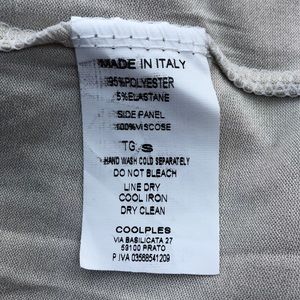 MADE IN ITALY
95%POLYESTER
5%ELASTANE
SIDE PANEL
100%VISCOSE
TG. S
HAND WASH COLD SEPARATELY
DO NOT BLEACH
LINE DRY
COOL IRON
DRY CLEAN
COOLPLES
VIA BASILICATA 27
59100 PRATO
P IVA 03568541209